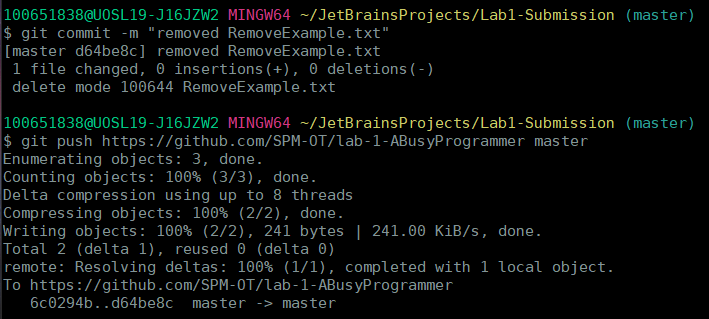 100651838@UOSL19-J16JZW2 MINGW64 ~/JetBrainsProjects/Lab1-Submission (master)
$ git commit -m "removed RemoveExample.txt"
[master d64be8c] removed RemoveExample.txt
 1 file changed, 0 insertions(+), 0 deletions(-)
 delete mode 100644 RemoveExample.txt

100651838@UOSL19-J16JZW2 MINGW64 ~/JetBrainsProjects/Lab1-Submission (master)
$ git push https://github.com/SPM-OT/lab-1-ABusyProgrammer master
Enumerating objects: 3, done.
Counting objects: 100% (3/3), done.
Delta compression using up to 8 threads
Compressing objects: 100% (2/2), done.
Writing objects: 100% (2/2), 241 bytes | 241.00 KiB/s, done.
Total 2 (delta 1), reused 0 (delta 0)
remote: Resolving deltas: 100% (1/1), completed with 1 local object.
To https://github.com/SPM-OT/lab-1-ABusyProgrammer
   6c0294b..d64be8c  master -> master